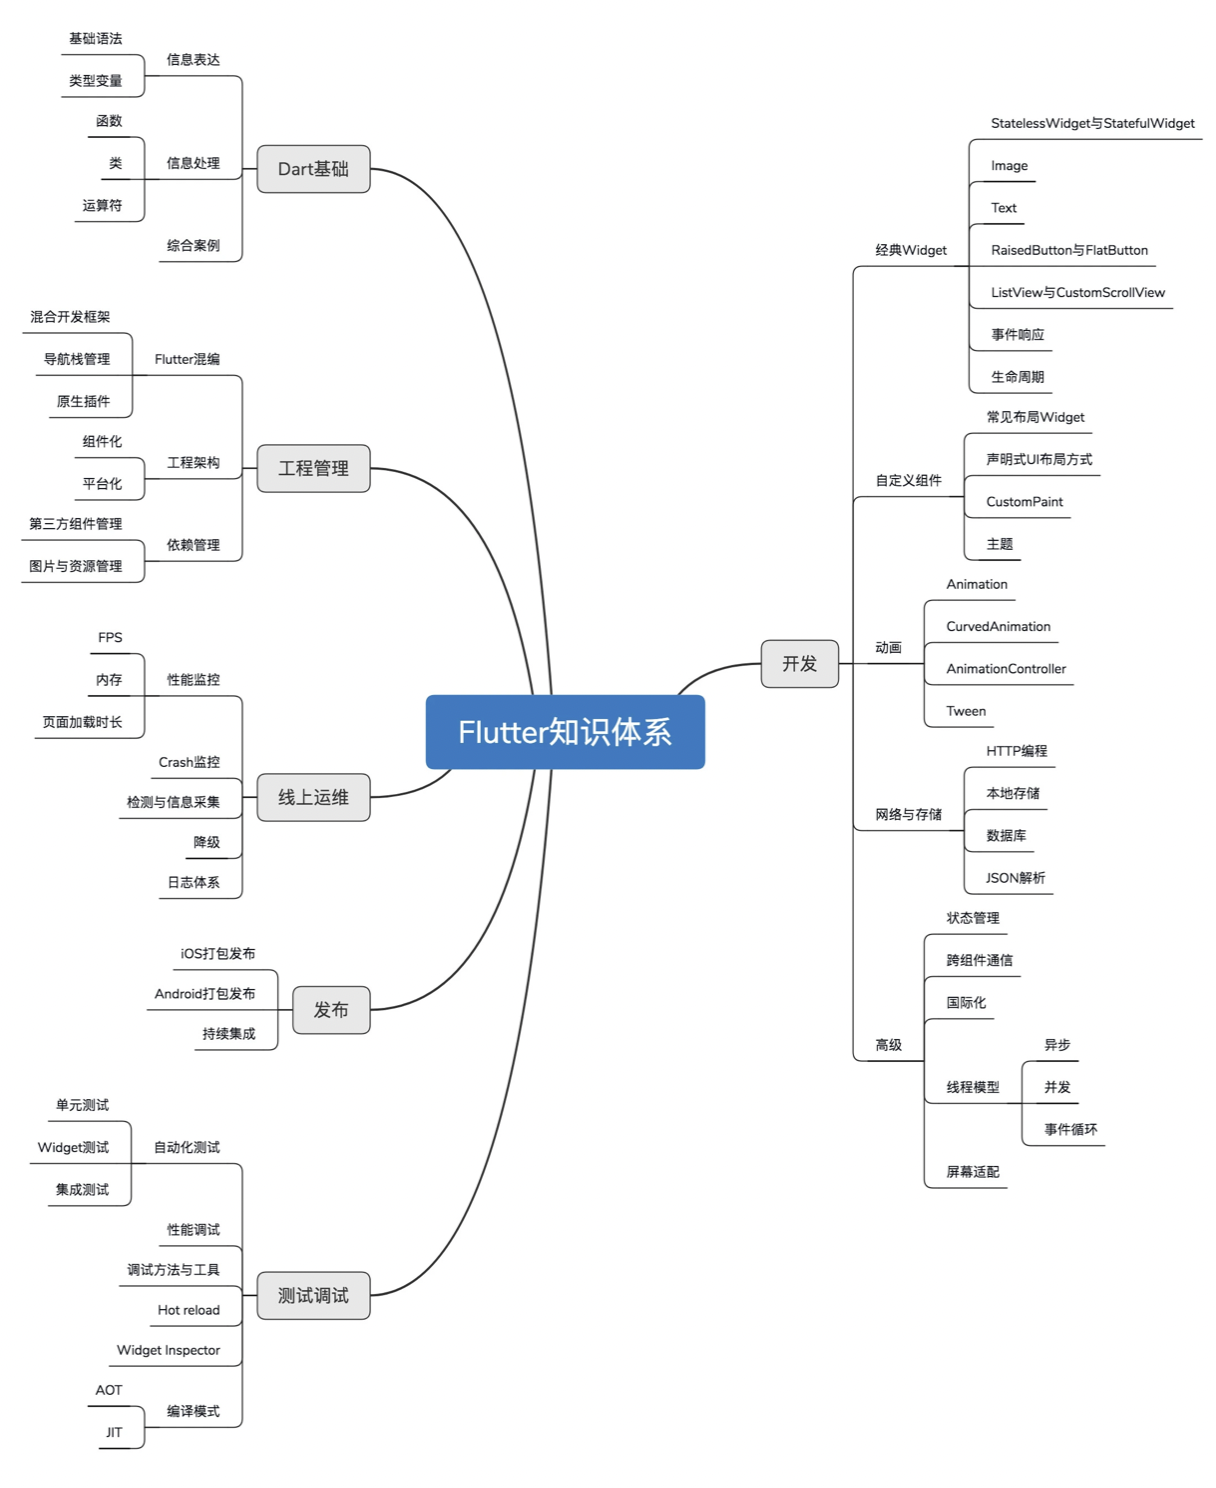 Flutter知识体系
Dart基础
信息表达
基础语法
类型变量
信息处理
函数
类
运算符
综合案例
工程管理
Flutter混编
混合开发框架
导航栈管理
原生插件
工程架构
组件化
平台化
依赖管理
第三方组件管理
图片与资源管理
线上运维
性能监控
FPS
内存
页面加载时长
Crash监控
检测与信息采集
降级
日志体系
发布
iOS打包发布
Android打包发布
持续集成
测试调试
自动化测试
单元测试
Widget测试
集成测试
性能调试
调试方法与工具
Hot reload
Widget Inspector
编译模式
AOT
JIT
开发
经典Widget
StatelessWidget与StatefulWidget
Image
Text
RaisedButton与FlatButton
ListView与CustomScrollView
事件响应
生命周期
自定义组件
常见布局Widget
声明式UI布局方式
CustomPaint
主题
动画
Animation
CurvedAnimation
AnimationController
Tween
网络与存储
HTTP编程
本地存储
数据库
JSON解析
高级
状态管理
跨组件通信
国际化
线程模型
异步
并发
事件循环
屏幕适配